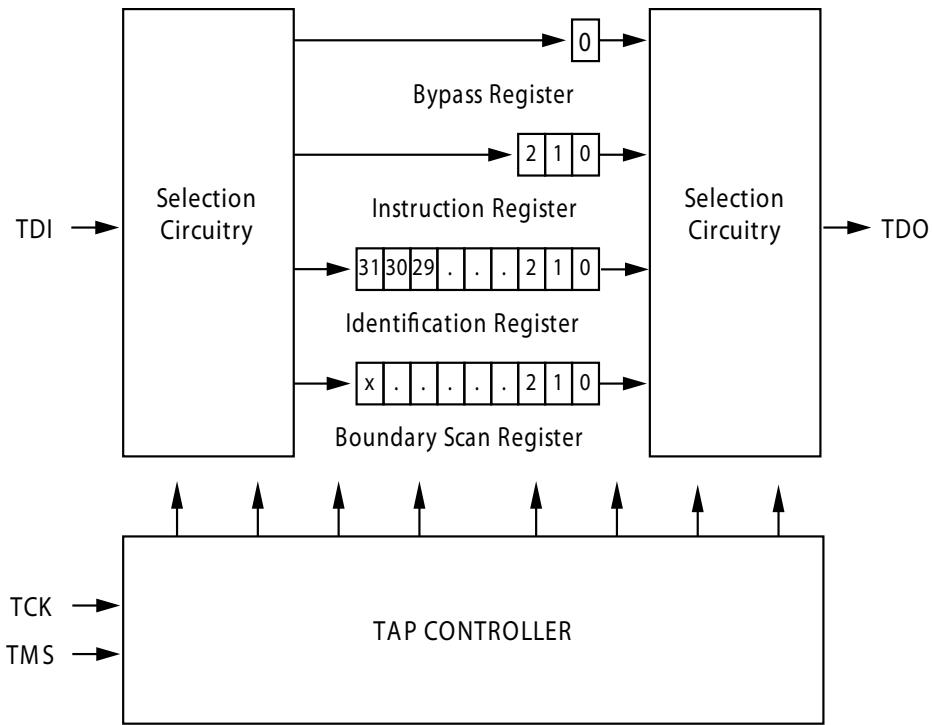 0
Bypass Register
2 1 0
Instruction Register
Selection
Circuitry
Selection
Circuitry
TDI
TDO
31 30 29 . . . 2 1 0
Identification Register
x . . . . . 2 1 0
Boundary Scan Register
TCK
TMS
TAP CONTROLLER